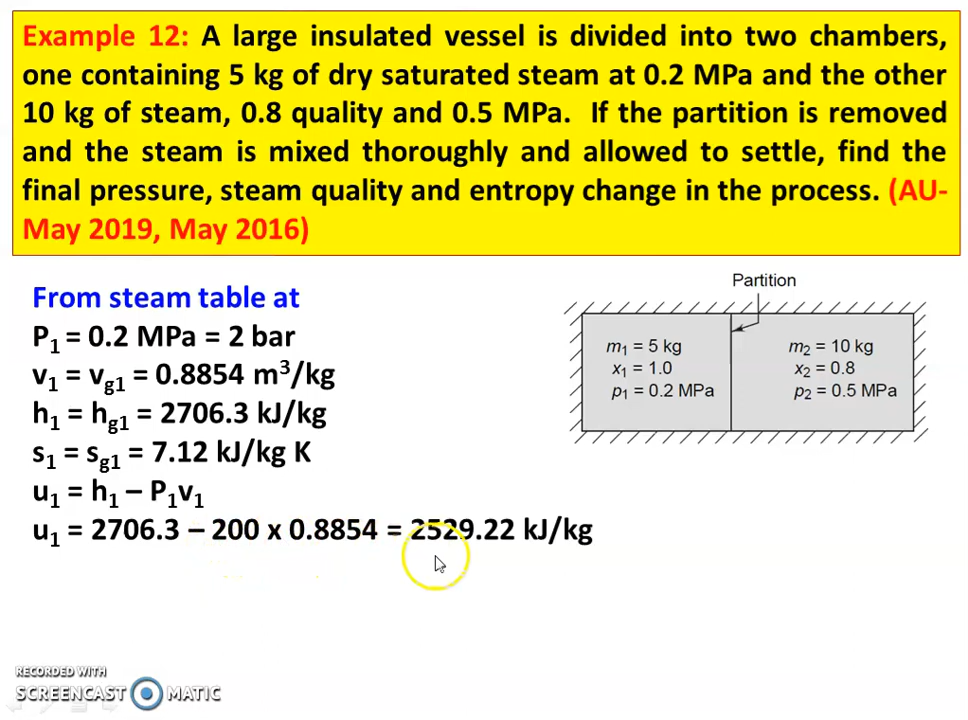 Example 12: A large insulated vessel is divided into two chambers,
one containing 5 kg of dry saturated steam at 0.2 MPa and the other
10 kg of steam, 0.8 quality and 0.5 MPa. If the partition is removed
and the steam is mixed thoroughly and allowed to settle, find the
final pressure, steam quality and entropy change in the process. (AU-
May 2019, May 2016)
From steam table at
P₁ = 0.2 MPa = 2 bar
v₁ = v_g1 = 0.8854 m³/kg
h₁ = h_g1 = 2706.3 kJ/kg
s₁ = s_g1 = 7.12 kJ/kg K
u₁ = h₁ – P₁v₁
u₁ = 2706.3 – 200 x 0.8854 = 2529.22 kJ/kg
Partition
m₁ = 5 kg
x₁ = 1.0
p₁ = 0.2 MPa
m₂ = 10 kg
x₂ = 0.8
p₂ = 0.5 MPa
RECORDED WITH
SCREENCAST MATIC